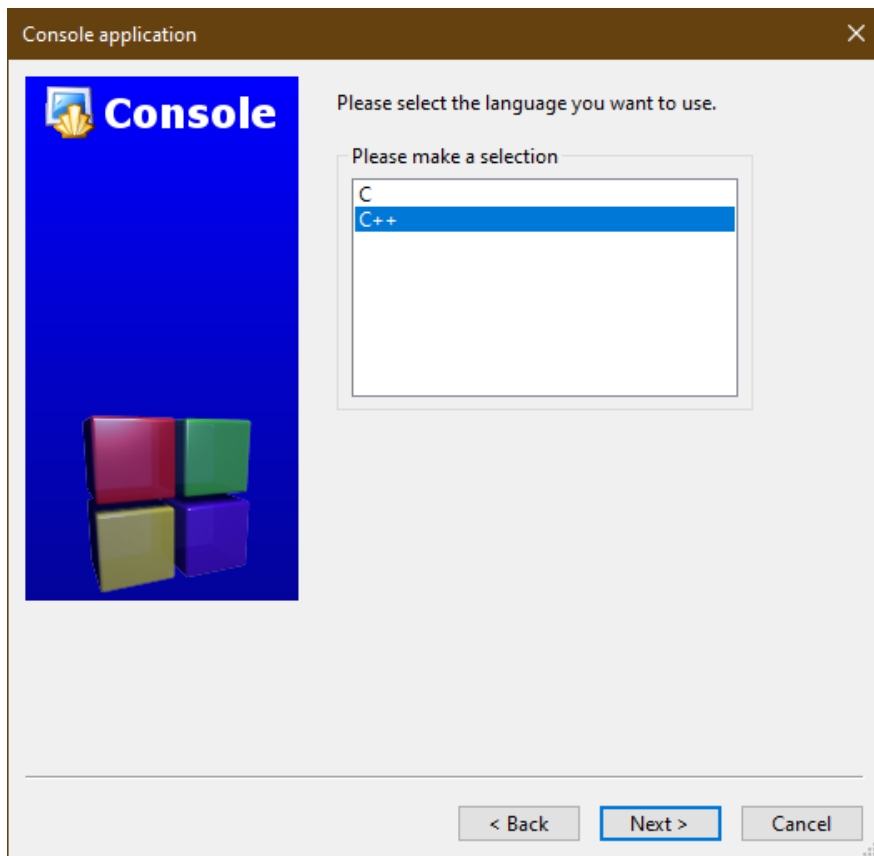 Console application
Console
Please select the language you want to use.
Please make a selection
C
C++
< Back
Next >
Cancel